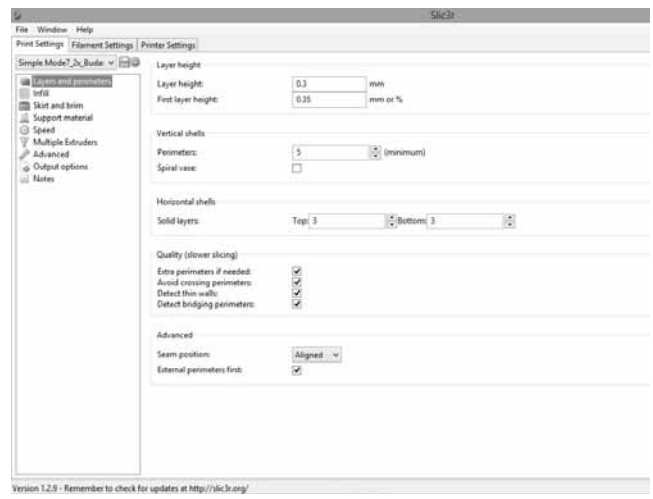 Slic3r
File Window Help
Print Settings Filament Settings Printer Settings
Simple Mode7_2x_Budas
Layers and perimeters
Infill
Skirt and brim
Support material
Speed
Multiple Extruders
Advanced
Output options
Notes
Layer height
Layer height: 0.3 mm
First layer height: 0.35 mm or %
Vertical shells
Perimeters: 5 (minimum)
Spiral vase:
Horizontal shells
Solid layers: Top: 3 Bottom: 3
Quality (slower slicing)
Extra perimeters if needed:
Avoid crossing perimeters:
Detect thin walls:
Detect bridging perimeters:
Advanced
Seam position: Aligned
External perimeters first:
Version 1.2.9 - Remember to check for updates at http://slic3r.org/